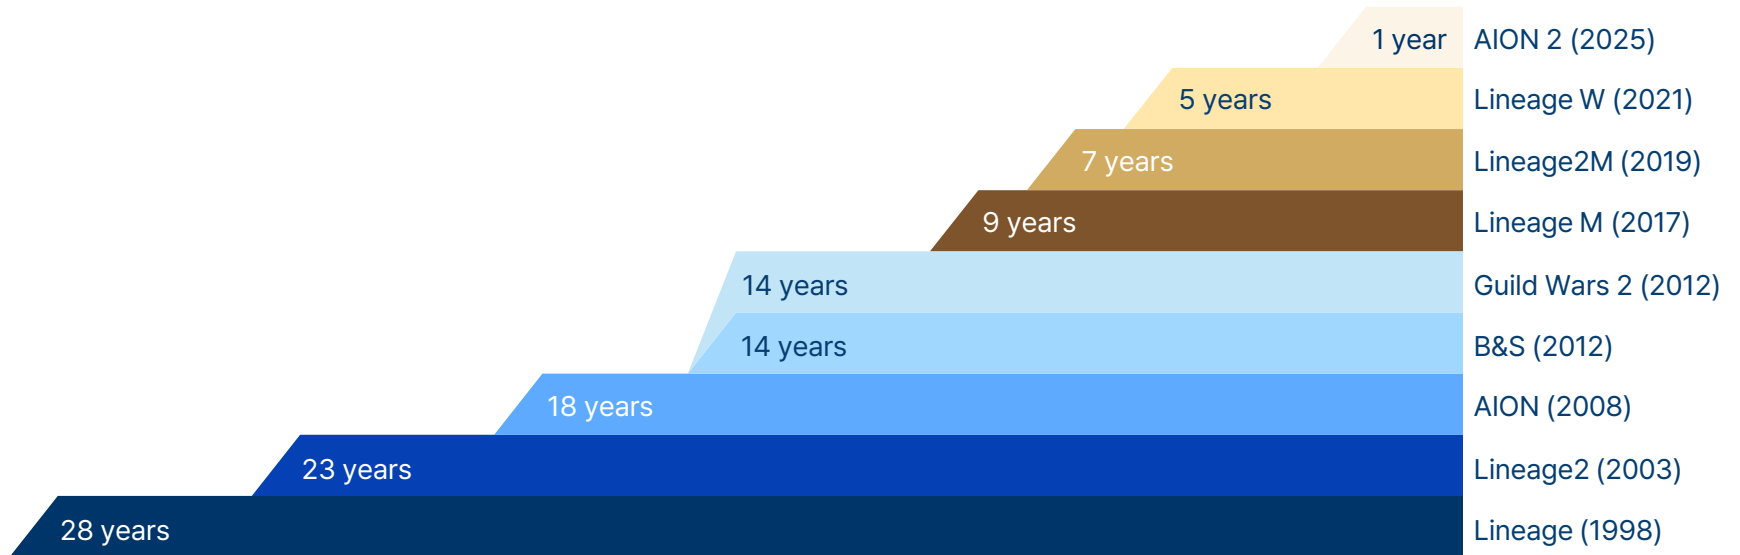 1 year AION 2 (2025)
5 years Lineage W (2021)
7 years Lineage2M (2019)
9 years Lineage M (2017)
14 years Guild Wars 2 (2012)
14 years B&S (2012)
18 years AION (2008)
23 years Lineage2 (2003)
28 years Lineage (1998)